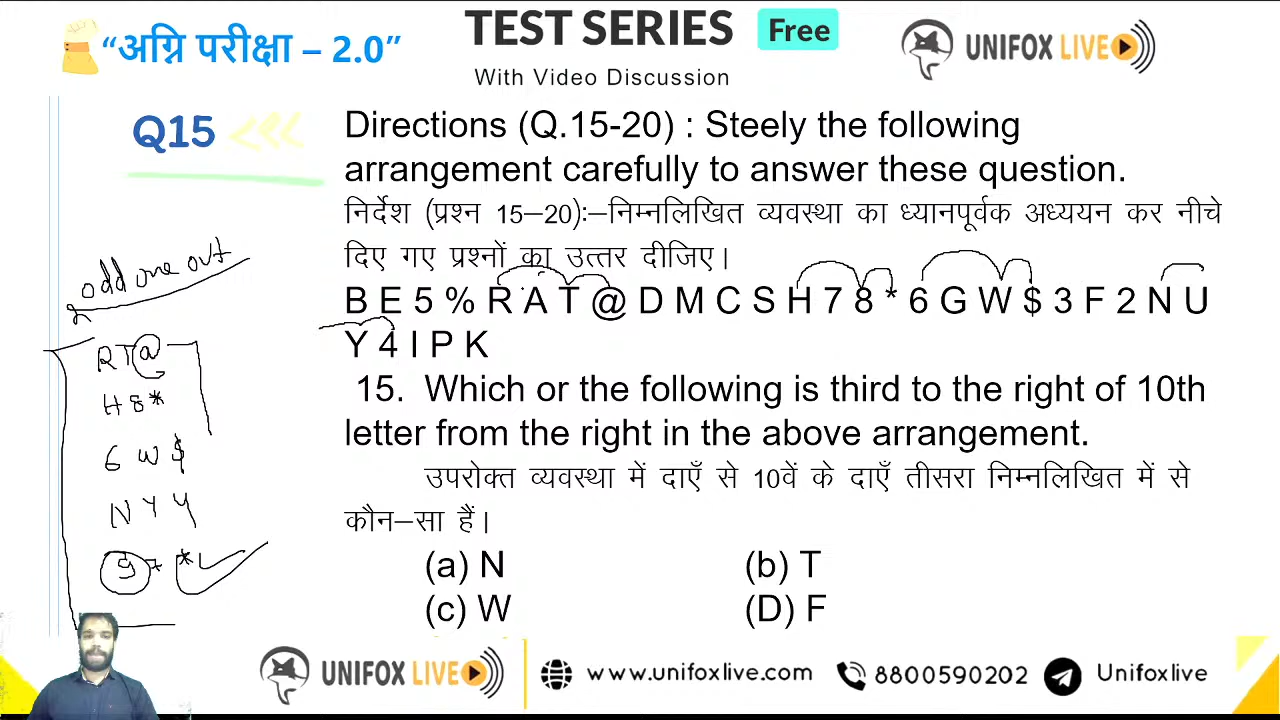 “अग्नि परीक्षा – 2.0”
TEST SERIES
Free
With Video Discussion
UNIFOX LIVE
Q15
Directions (Q.15-20) : Steely the following
arrangement carefully to answer these question.
निर्देश (प्रश्न 15–20):–निम्नलिखित व्यवस्था का ध्यानपूर्वक अध्ययन कर नीचे
दिए गए प्रश्नों का उत्तर दीजिए।
B E 5 % R A T @ D M C S H 7 8 * 6 G W $ 3 F 2 N U
Y 4 I P K
15. Which or the following is third to the right of 10th
letter from the right in the above arrangement.
उपरोक्त व्यवस्था में दाएँ से 10वें के दाएँ तीसरा निम्नलिखित में से
कौन–सा हैं।
(a) N
(b) T
(c) W
(D) F
odd one out
R T @
H 8 *
6 W $
N Y 4
UNIFOX LIVE
www.unifoxlive.com
8800590202
Unifoxlive